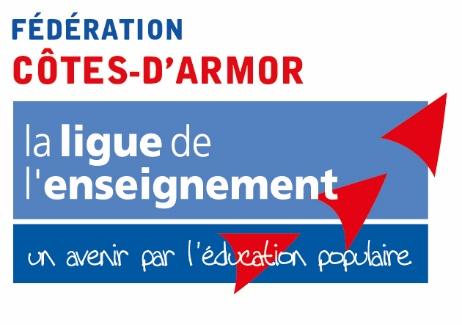 FÉDÉRATION
CÔTES-D'ARMOR
la ligue de
l'enseignement
un avenir par l'éducation populaire